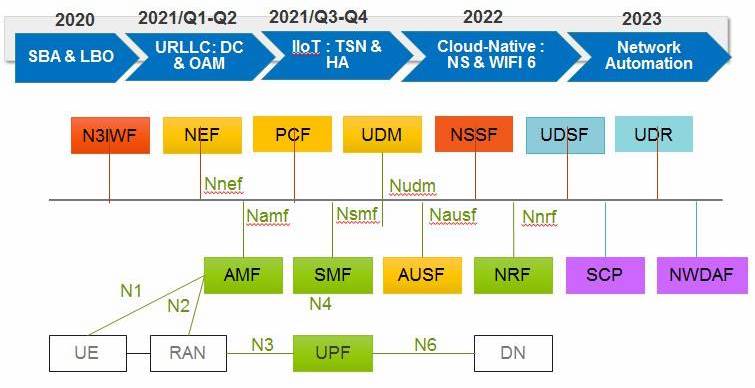 2020
2021/Q1-Q2
2021/Q3-Q4
2022
2023
SBA & LBO
URLLC: DC
& OAM
IIoT : TSN &
HA
Cloud-Native :
NS & WIFI 6
Network
Automation
N3IWF
NEF
PCF
UDM
NSSF
UDSF
UDR
Nnef
Nudm
Namf
Nsmf
Nausf
Nnrf
AMF
SMF
AUSF
NRF
SCP
NWDAF
N1
N2
N4
UE
RAN
N3
UPF
N6
DN